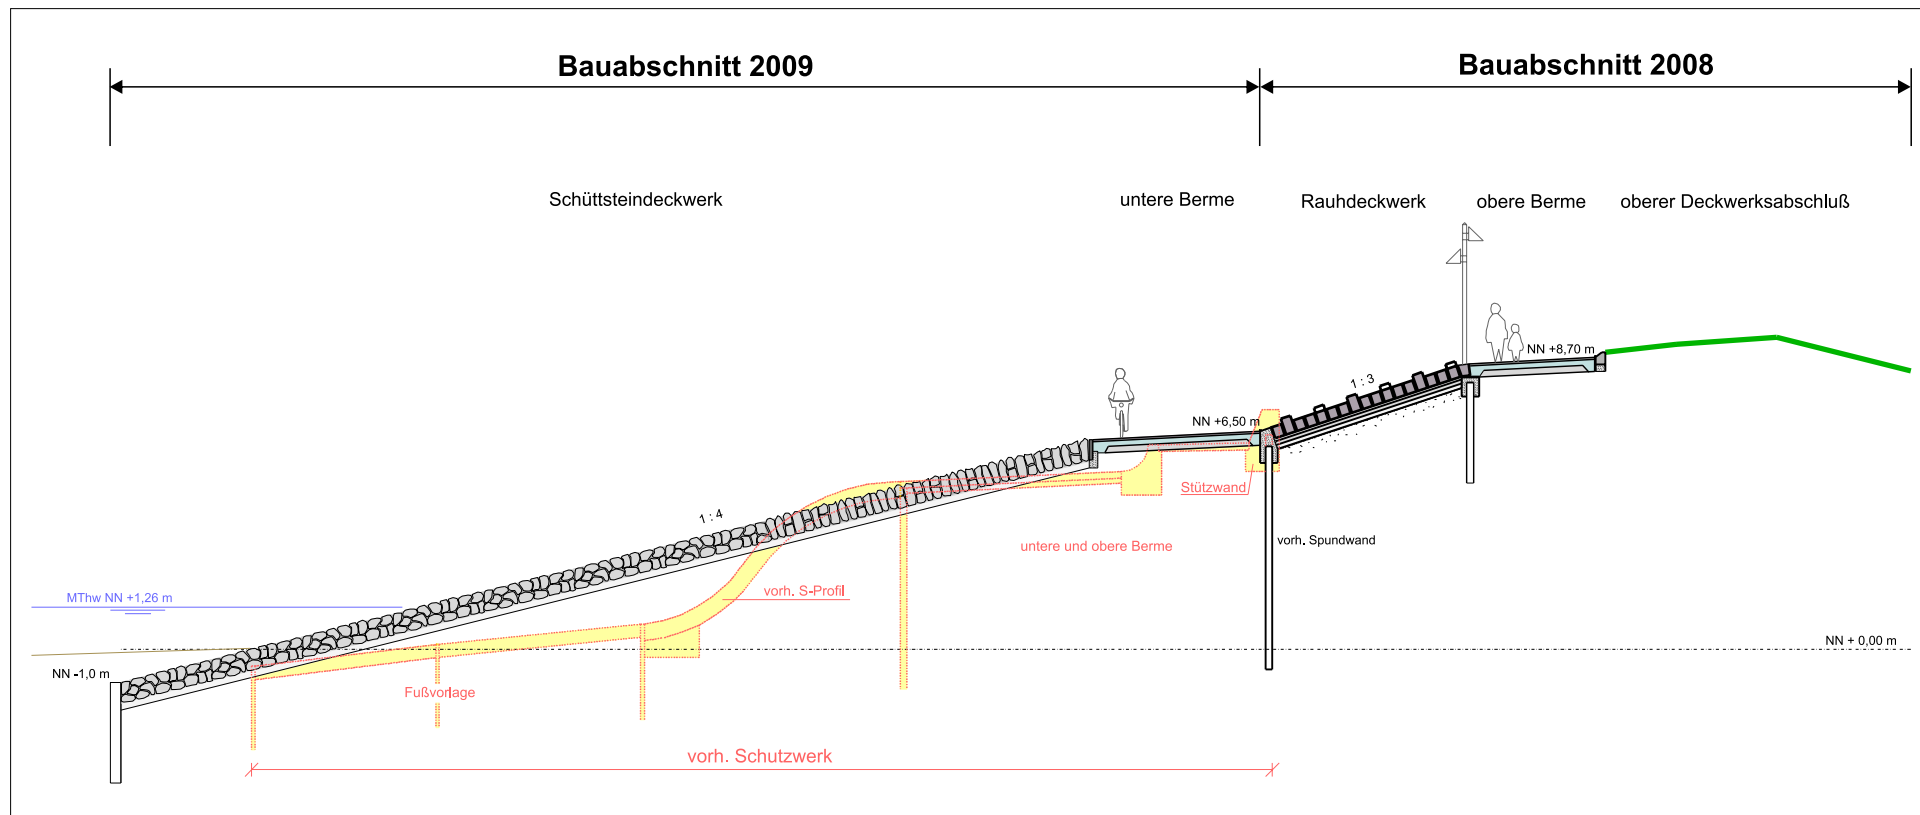 Bauabschnitt 2009
Bauabschnitt 2008
Schüttsteindeckwerk
untere Berme
Rauhdeckwerk
obere Berme
oberer Deckwerksabschluß
NN +8,70 m
1 : 3
NN +6,50 m
Stützwand
1 : 4
vorh. Spundwand
untere und obere Berme
vorh. S-Profil
MThw NN +1,26 m
NN + 0,00 m
NN -1,0 m
Fußvorlage
vorh. Schutzwerk